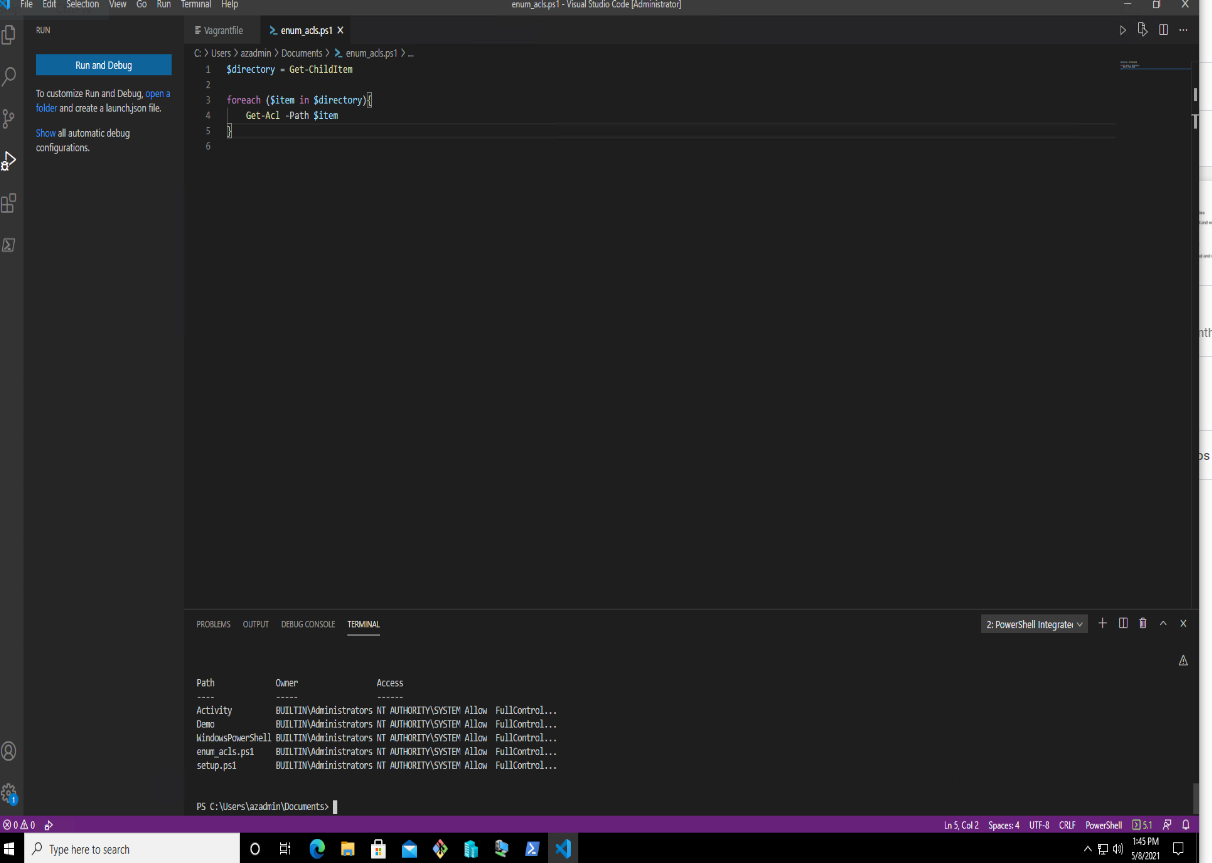 File Edit Selection View Go Run Terminal Help
enum_acls.ps1 - Visual Studio Code [Administrator]
RUN
Vagrantfile
enum_acls.ps1
Run and Debug
To customize Run and Debug, open a
folder and create a launch.json file.
Show all automatic debug
configurations.
C: > Users > azadmin > Documents > enum_acls.ps1 > ...
1 $directory = Get-ChildItem
2
3 foreach ($item in $directory){
4 Get-Acl -Path $item
5 }
6
PROBLEMS OUTPUT DEBUG CONSOLE TERMINAL
2: PowerShell Integrate
Path Owner Access
---- ----- ------
Activity BUILTIN\Administrators NT AUTHORITY\SYSTEM Allow FullControl...
Demo BUILTIN\Administrators NT AUTHORITY\SYSTEM Allow FullControl...
WindowsPowerShell BUILTIN\Administrators NT AUTHORITY\SYSTEM Allow FullControl...
enum_acls.ps1 BUILTIN\Administrators NT AUTHORITY\SYSTEM Allow FullControl...
setup.ps1 BUILTIN\Administrators NT AUTHORITY\SYSTEM Allow FullControl...
PS C:\Users\azadmin\Documents>
1
0 0
Ln 5, Col 2 Spaces: 4 UTF-8 CRLF PowerShell 5.1
Type here to search
1:45 PM
5/8/2021